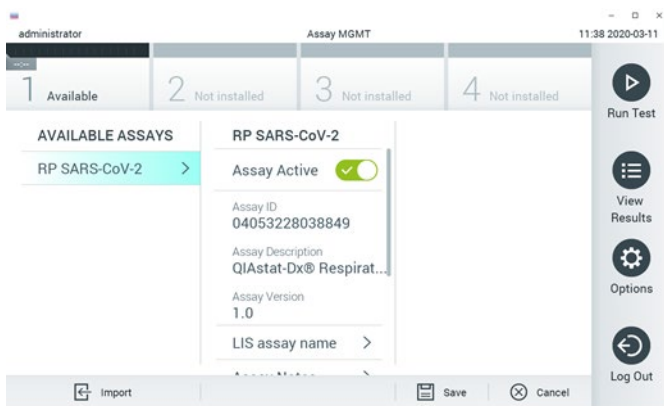 administrator Assay MGMT 11:38 2020-03-11
--:--
1 Available 2 Not installed 3 Not installed 4 Not installed
Run Test
AVAILABLE ASSAYS
RP SARS-CoV-2
RP SARS-CoV-2
Assay Active
Assay ID
04053228038849
Assay Description
QIAstat-Dx® Respirat...
Assay Version
1.0
LIS assay name
Assay Notes
View
Results
Options
Log Out
Import Save Cancel